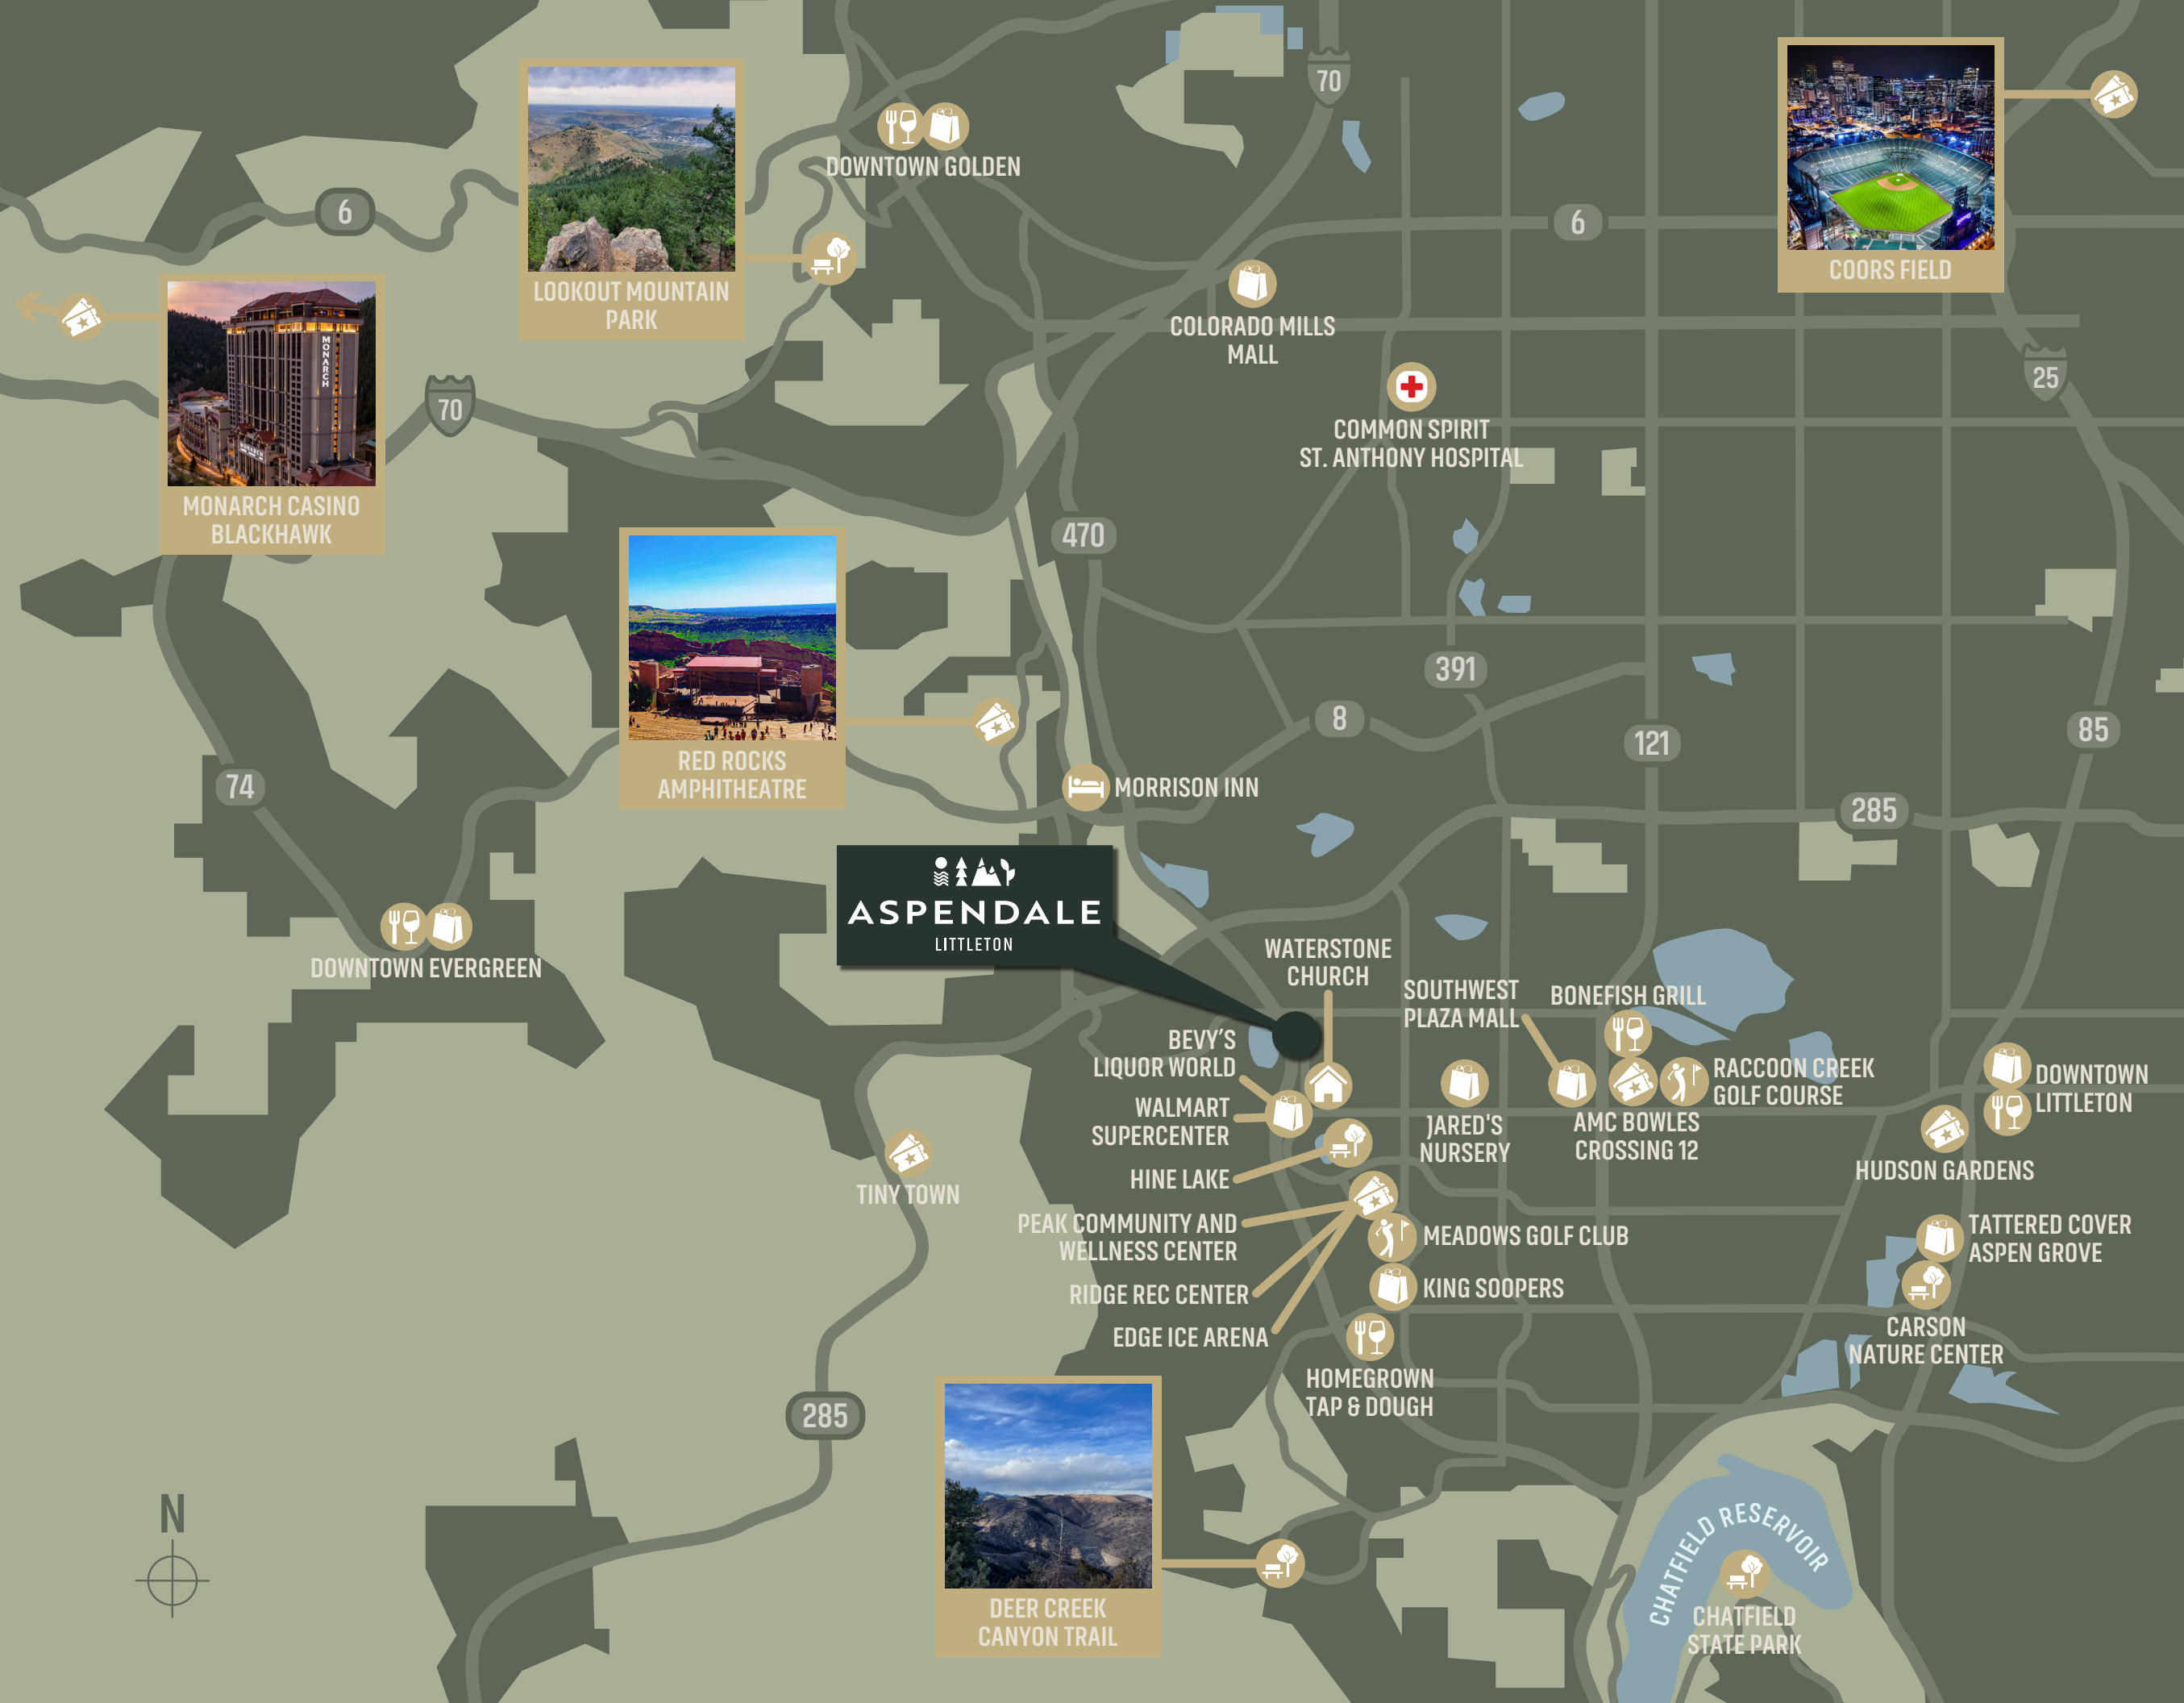 70
6
COORS FIELD
DOWNTOWN GOLDEN
6
LOOKOUT MOUNTAIN
PARK
COLORADO MILLS
MALL
MONARCH
MONARCH CASINO
BLACKHAWK
70
25
COMMON SPIRIT
ST. ANTHONY HOSPITAL
470
391
8
121
85
RED ROCKS
AMPHITHEATRE
74
MORRISON INN
285
ASPENDALE
LITTLETON
DOWNTOWN EVERGREEN
WATERSTONE
CHURCH
SOUTHWEST
PLAZA MALL
BONEFISH GRILL
BEVY'S
LIQUOR WORLD
RACCOON CREEK
GOLF COURSE
DOWNTOWN
LITTLETON
WALMART
SUPERCENTER
JARED'S
NURSERY
AMC BOWLES
CROSSING 12
HUDSON GARDENS
HINE LAKE
TINY TOWN
PEAK COMMUNITY AND
WELLNESS CENTER
MEADOWS GOLF CLUB
TATTERED COVER
ASPEN GROVE
RIDGE REC CENTER
KING SOOPERS
EDGE ICE ARENA
CARSON
NATURE CENTER
HOMEGROWN
TAP & DOUGH
285
N
DEER CREEK
CANYON TRAIL
CHATFIELD RESERVOIR
CHATFIELD
STATE PARK